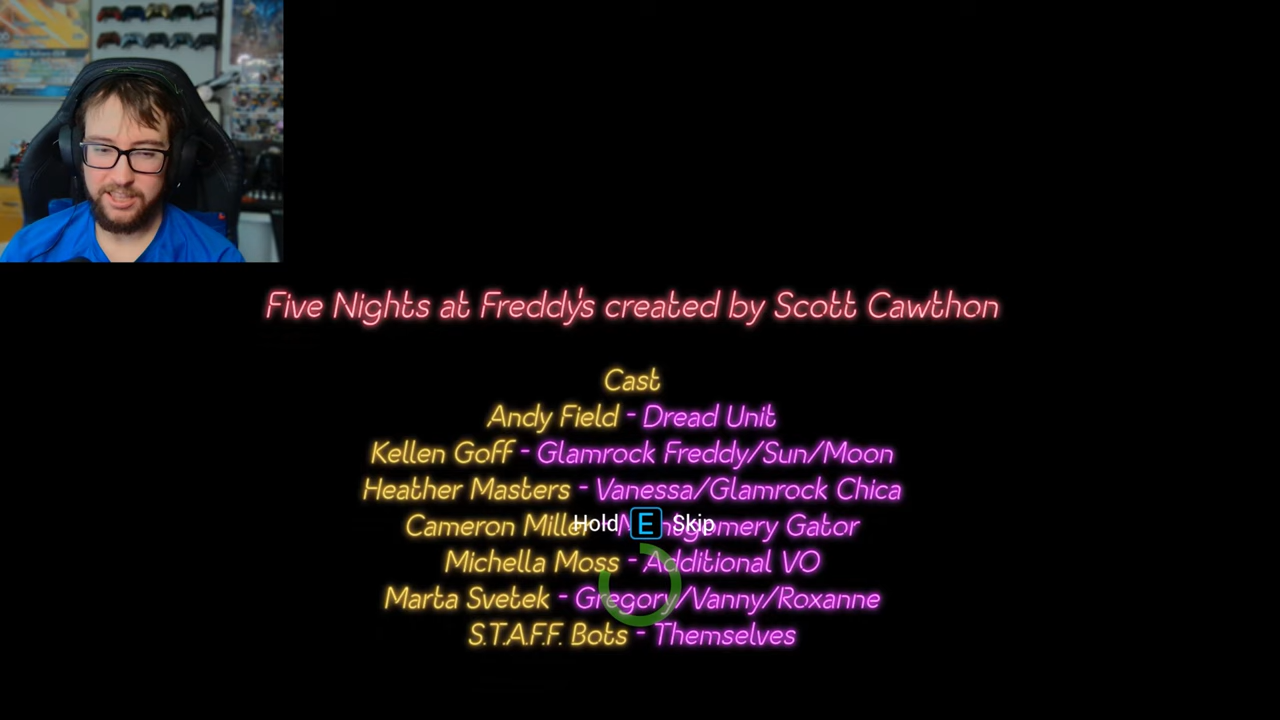 Five Nights at Freddy's created by Scott Cawthon
Cast
Andy Field - Dread Unit
Kellen Goff - Glamrock Freddy/Sun/Moon
Heather Masters - Vanessa/Glamrock Chica
Cameron Miller - Montgomery Gator
Hold E Skip
Michella Moss - Additional VO
Marta Svetek - Gregory/Vanny/Roxanne
S.T.A.F.F. Bots - Themselves